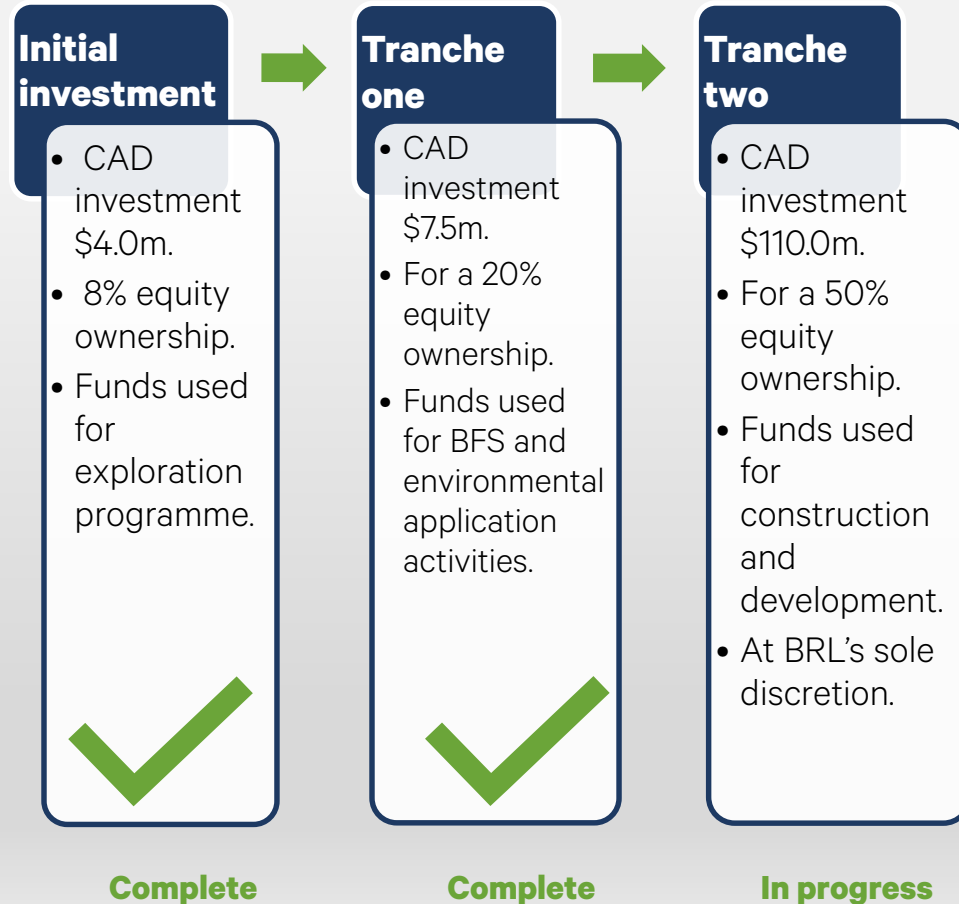 Initial
investment
• CAD
investment
$4.0m.
• 8% equity
ownership.
• Funds used
for
exploration
programme.
Complete
Tranche
one
• CAD
investment
$7.5m.
• For a 20%
equity
ownership.
• Funds used
for BFS and
environmental
application
activities.
Complete
Tranche
two
• CAD
investment
$110.0m.
• For a 50%
equity
ownership.
• Funds used
for
construction
and
development.
• At BRL’s sole
discretion.
In progress